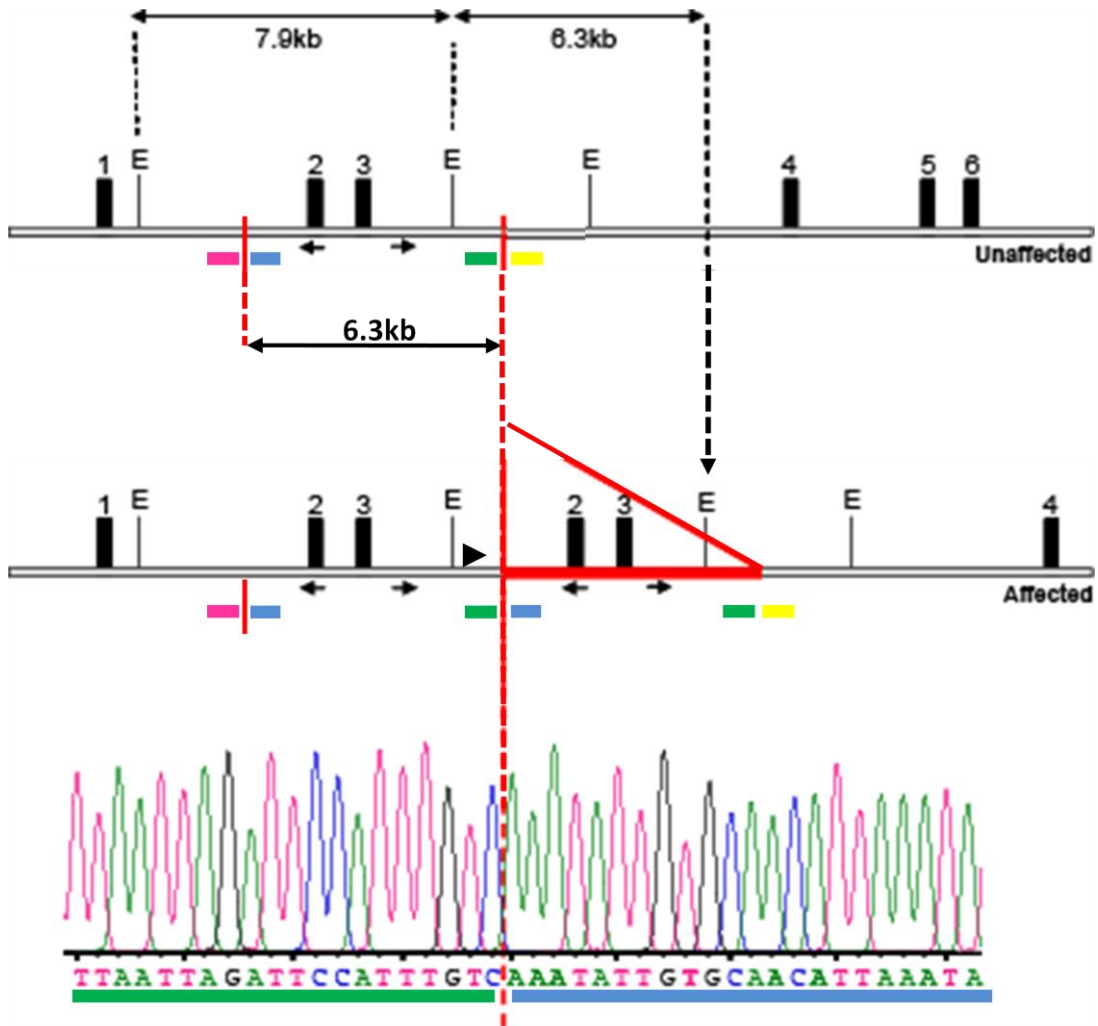 7.9kb 6.3kb
1 E 2 3 E E 4 5 6
Unaffected
6.3kb
1 E 2 3 E 2 3 E E 4
Affected
TTAATTAGATTCCATTTGTCAAATATTGTGCAACATTAAATA